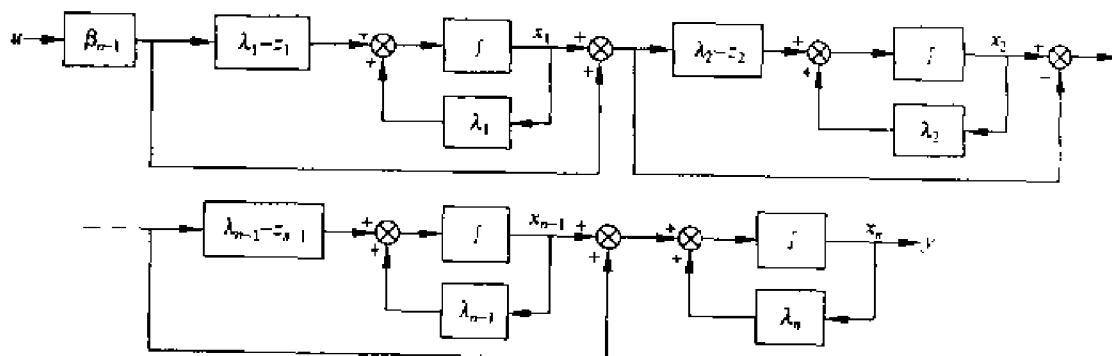 u β_{n-1} λ_1-z_1 + + ∫ x_1 + + λ_1 λ_2-z_2 + + ∫ x_2 + - λ_2
λ_{n-1}-z_{n-1} + + ∫ x_{n-1} + + λ_{n-1} + + ∫ x_n y λ_n